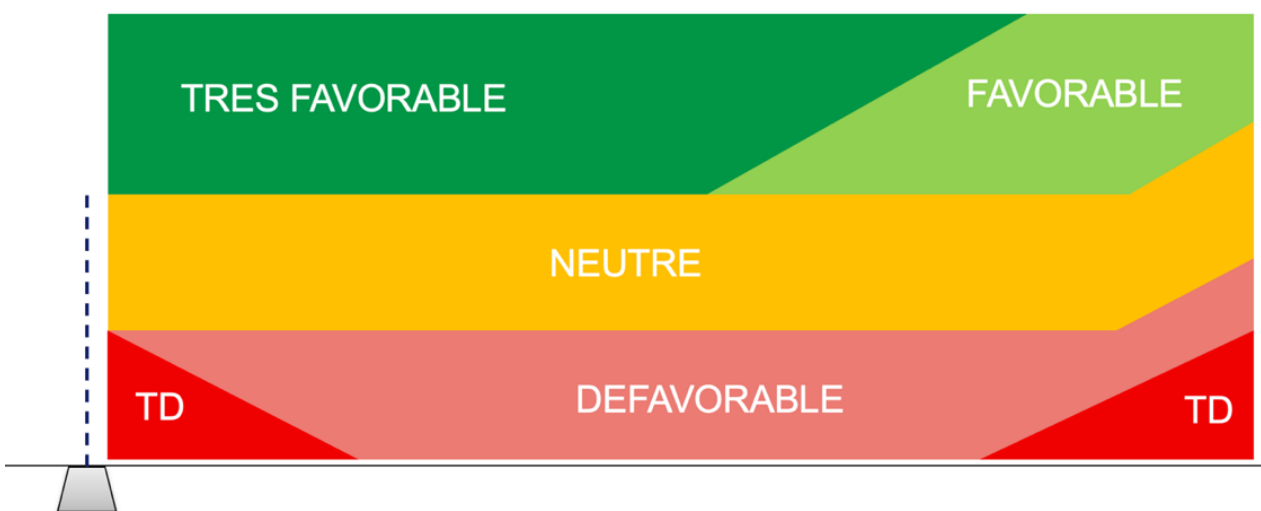 TRES FAVORABLE
FAVORABLE
NEUTRE
DEFAVORABLE
TD
TD